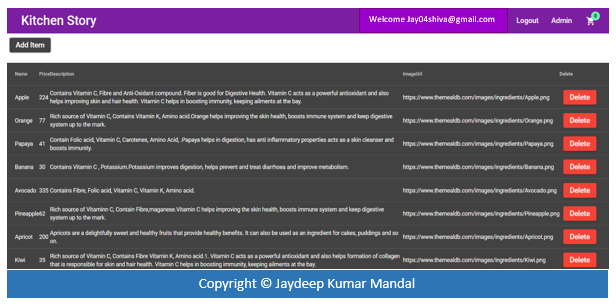 Kitchen Story
Welcome Jay04shiva@gmail.com
Logout
Admin
0
Add Item
Name PriceDescription ImageUrl Delete
Contains Vitamin C, Fibre and Anti-Oxidant compound. Fiber is good for Digestive Health. Vitamin C acts as a powerful antioxidant and also
Apple 224 https://www.themealdb.com/images/ingredients/Apple.png Delete
helps improving skin and hair health. Vitamin C helps in boosting immunity, keeping ailments at the bay.
Rich source of Vitamin C, Contains Vitamin K, Amino acid.Orange helps improving the skin health, boosts immune system and keep digestive
Orange 77 https://www.themealdb.com/images/ingredients/Orange.png Delete
system up to the mark.
Contain Folic acid, Vitamin C, Carotenes, Amino Acid, .Papaya helps in digestion, has anti inflammatory properties acts as a skin cleanser and
Papaya 41 https://www.themealdb.com/images/ingredients/Papaya.png Delete
boosts immunity.
Banana 30 Contains Vitamin C , Potassium.Potassium improves digestion, helps prevent and treat diarrhoea and improve metabolism. https://www.themealdb.com/images/ingredients/Banana.png Delete
Avocado 335 Contains Fibre, Folic acid, Vitamin C, Vitamin K, Amino acid. https://www.themealdb.com/images/ingredients/Avocado.png Delete
Rich source of Vitaminn C, Contain Fibre,maganese.Vitamin C helps improving the skin health, boosts immune system and keep digestive
Pineapple62 https://www.themealdb.com/images/ingredients/Pineapple.png Delete
system up to the mark.
Apricots are a delightfully sweet and healthy fruits that provide healthy benefits. It can also be used as an ingredient for cakes, puddings and so
Apricot 200 https://www.themealdb.com/images/ingredients/Apricot.png Delete
on.
Rich source of Vitamin C, Contains Fibre Vitamin K, Amino acid.1. Vitamin C acts as a powerful antioxidant and also helps formation of collagen
Kiwi 35 https://www.themealdb.com/images/ingredients/Kiwi.png Delete
that is responsible for skin and hair health. Vitamin C helps in boosting immunity, keeping ailments at the bay.
Copyright © Jaydeep Kumar Mandal